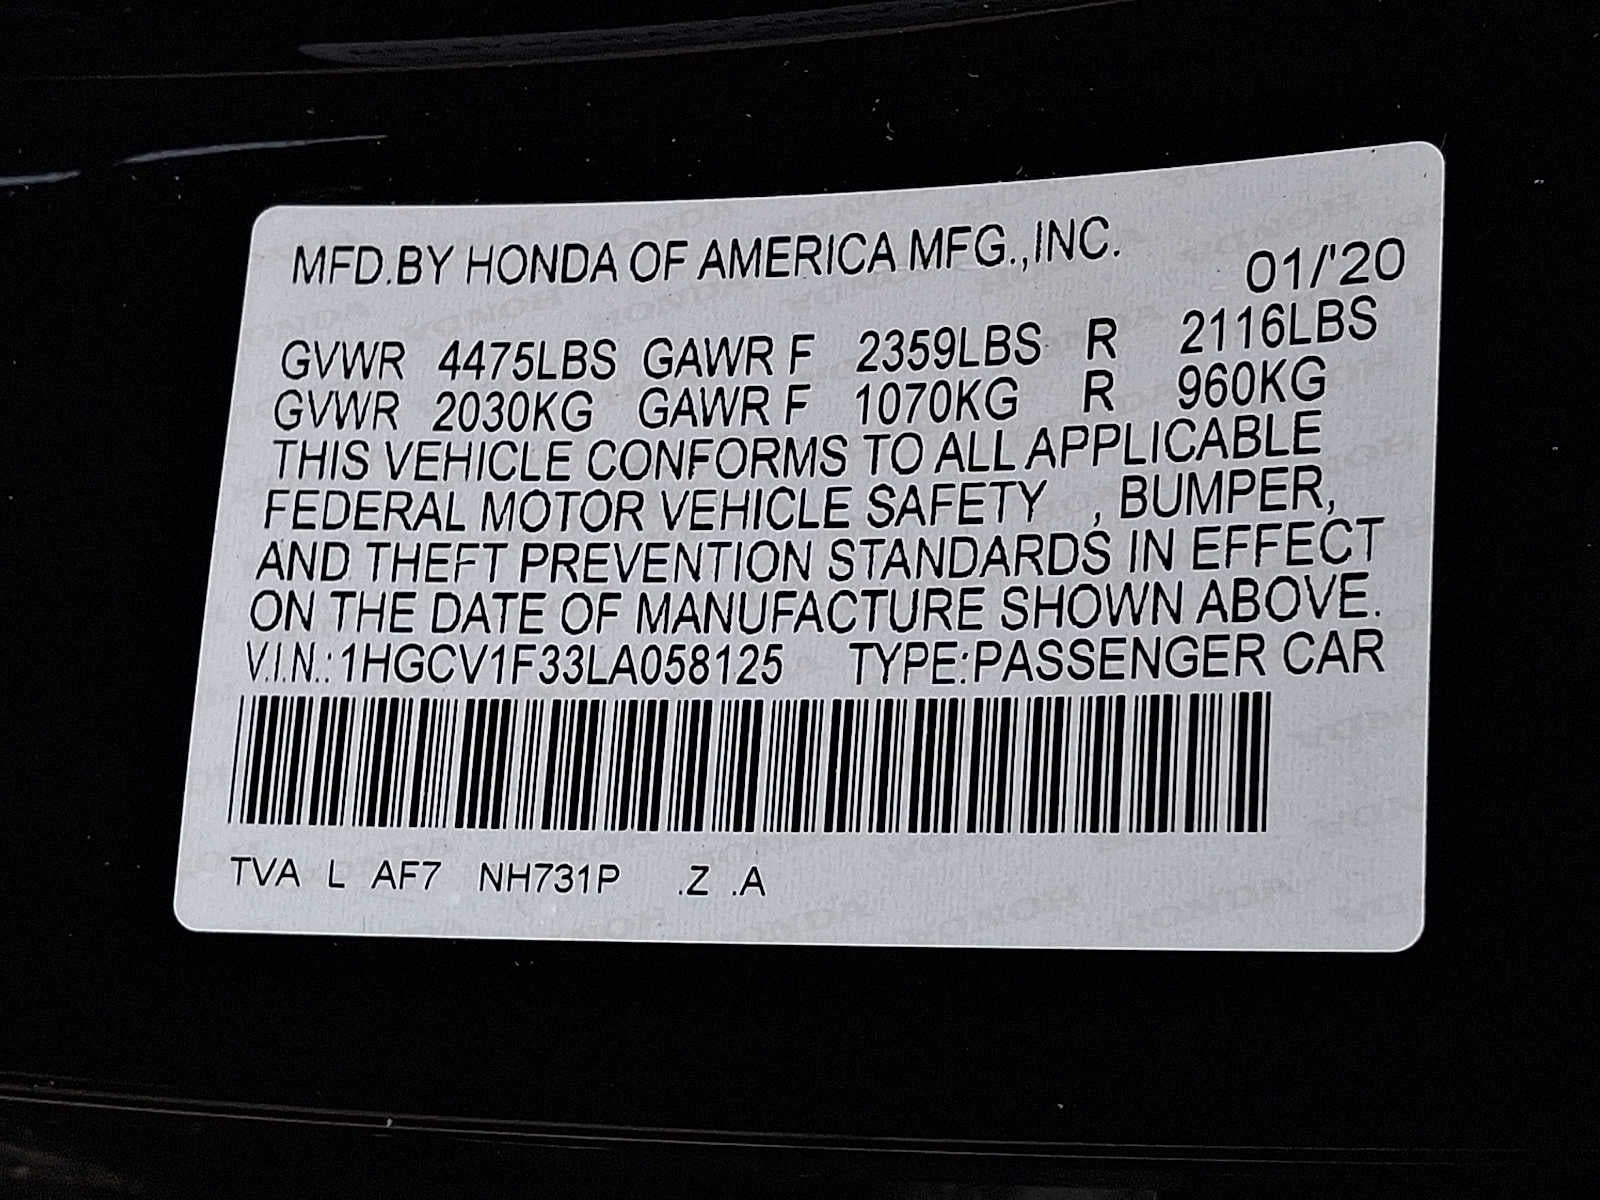 MFD.BY HONDA OF AMERICA MFG.,INC. 01/'20
GVWR 4475LBS GAWR F 2359LBS R 2116LBS
GVWR 2030KG GAWR F 1070KG R 960KG
THIS VEHICLE CONFORMS TO ALL APPLICABLE
FEDERAL MOTOR VEHICLE SAFETY , BUMPER,
AND THEFT PREVENTION STANDARDS IN EFFECT
ON THE DATE OF MANUFACTURE SHOWN ABOVE.
V.I.N.: 1HGCV1F33LA058125 TYPE:PASSENGER CAR
TVA L AF7 NH731P .Z .A